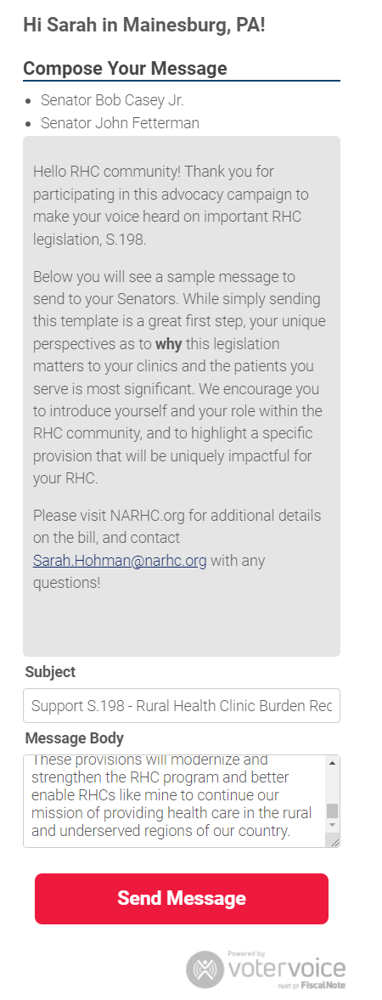 Hi Sarah in Mainesburg, PA!
Compose Your Message
Senator Bob Casey Jr.
Senator John Fetterman
Hello RHC community! Thank you for
participating in this advocacy campaign to
make your voice heard on important RHC
legislation, S.198.
Below you will see a sample message to
send to your Senators. While simply sending
this template is a great first step, your unique
perspectives as to why this legislation
matters to your clinics and the patients you
serve is most significant. We encourage you
to introduce yourself and your role within the
RHC community, and to highlight a specific
provision that will be uniquely impactful for
your RHC.
Please visit NARHC.org for additional details
on the bill, and contact
Sarah.Hohman@narhc.org with any
questions!
Subject
Support S.198 - Rural Health Clinic Burden Rec
Message Body
These provisions will modernize and
strengthen the RHC program and better
enable RHCs like mine to continue our
mission of providing health care in the rural
and underserved regions of our country.
Send Message
Powered by
votervoice
PART OF FiscalNote